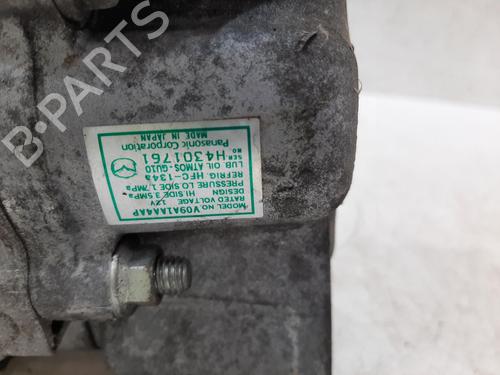 MODEL NO. V09A1AA4AP
RATED VOLTAGE 12V
DESIGN HI SIDE 3.5MPa
PRESSURE LO SIDE 1.7MPa
REFRIG. HFC-134a
LUB OIL ATMOS-GU10
SER NO H4301761
Panasonic Corporation
MADE IN JAPAN
B-PARTS